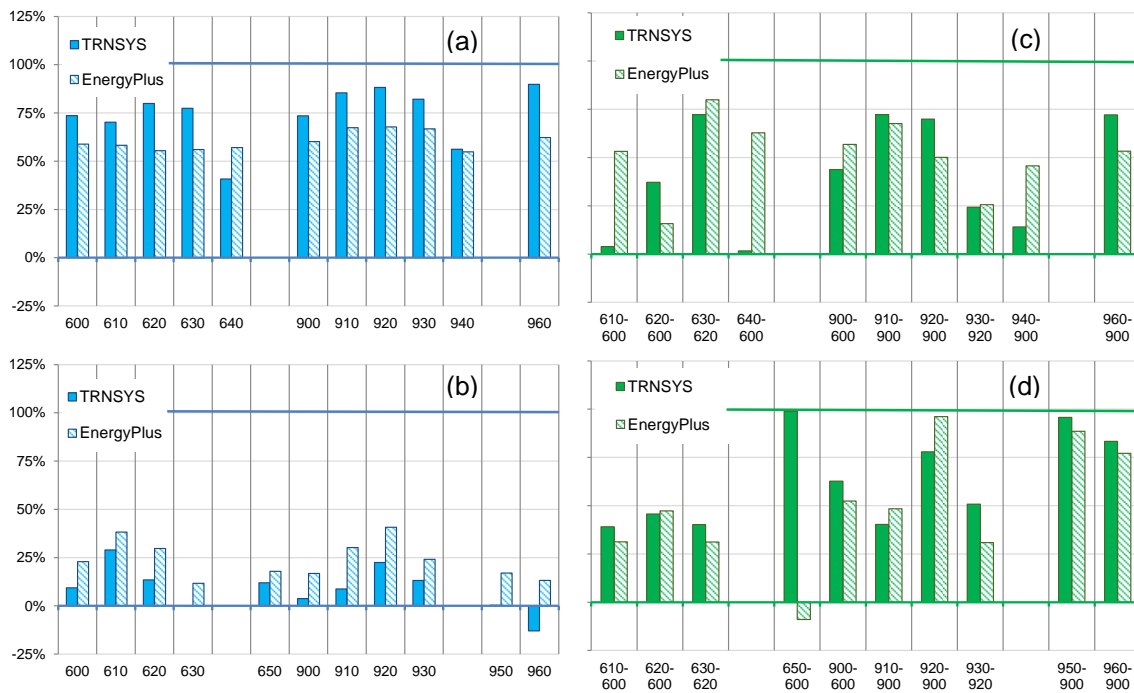 125%
100%
75%
50%
25%
0%
-25%
TRNSYS
EnergyPlus
(a)
600 610 620 630 640 900 910 920 930 940 960
TRNSYS
EnergyPlus
(c)
610- 620- 630- 640- 900- 910- 920- 930- 940- 960-
600 600 620 600 600 900 900 920 900 900
125%
100%
75%
50%
25%
0%
-25%
TRNSYS
EnergyPlus
(b)
600 610 620 630 650 900 910 920 930 950 960
TRNSYS
EnergyPlus
(d)
610- 620- 630- 650- 900- 910- 920- 930- 950- 960-
600 600 620 600 600 900 900 920 900 900